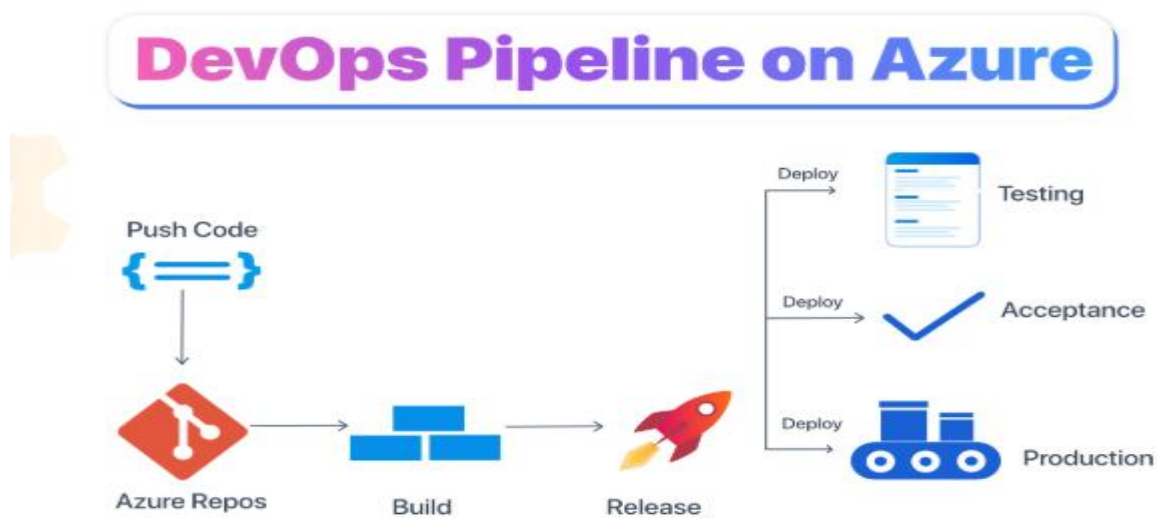 DevOps Pipeline on Azure
Push Code
Azure Repos
Build
Release
Deploy
Testing
Deploy
Acceptance
Deploy
Production